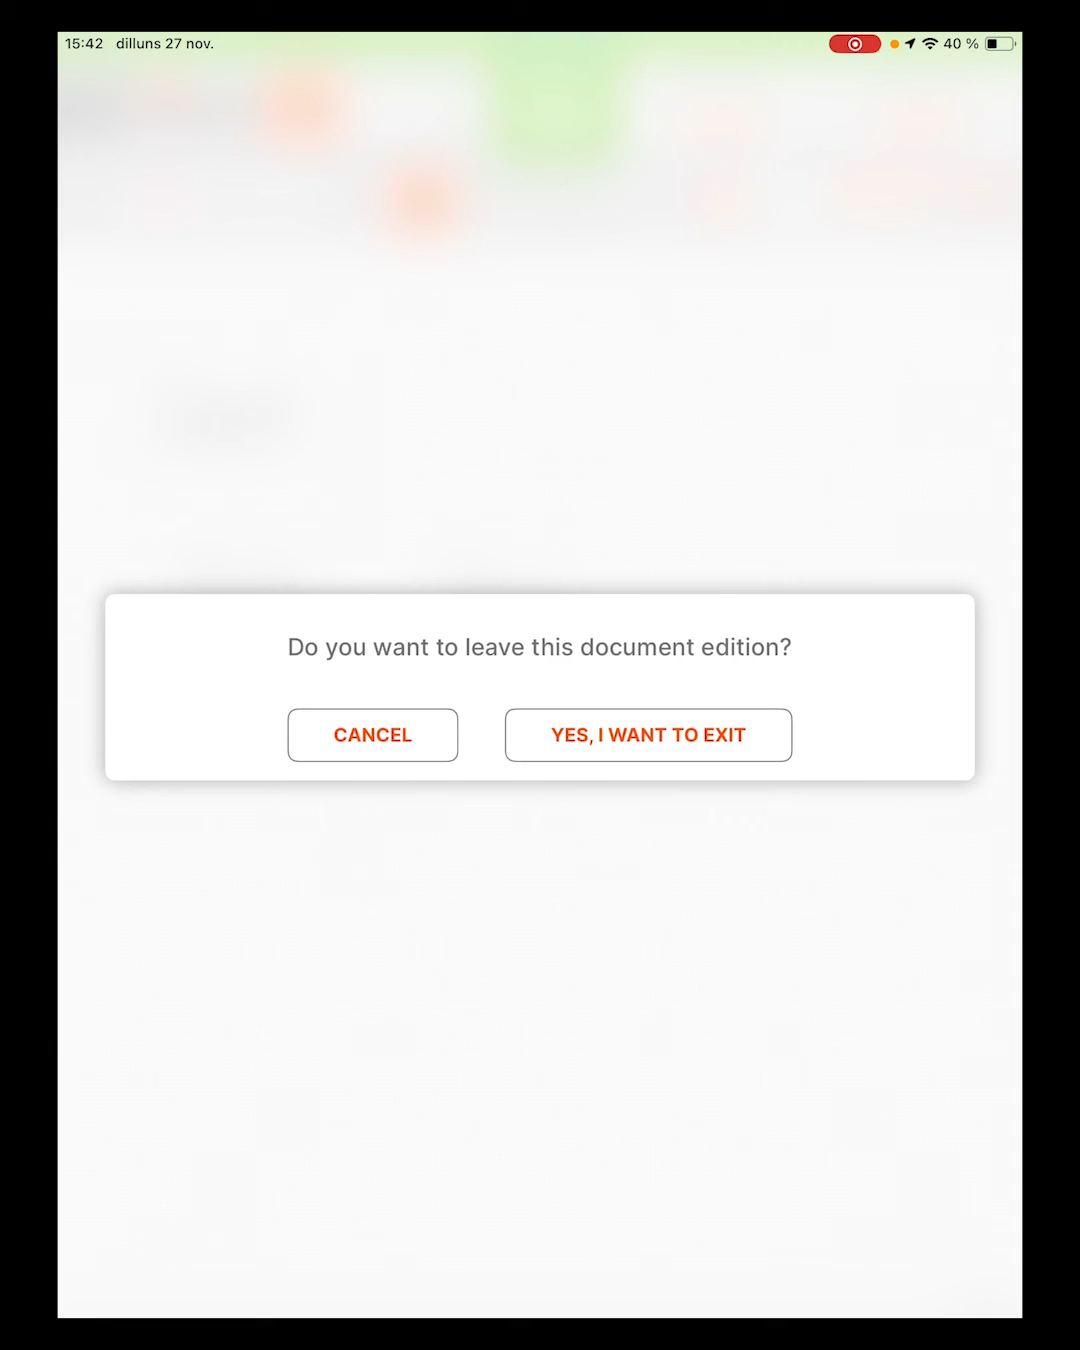 15:42 dilluns 27 nov.
40 %
Do you want to leave this document edition?
CANCEL
YES, I WANT TO EXIT